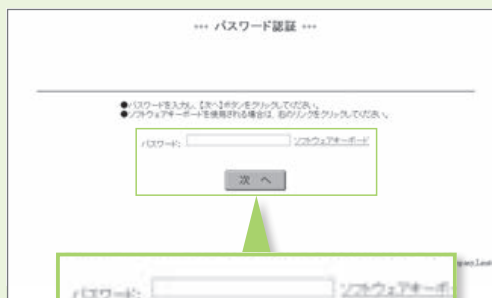 *** パスワード認証 ***
●パスワードを入力し、【次へ】ボタンをクリックしてください。
●ソフトウェアキーボードを使用される場合は、右のリンクをクリックしてください。
パスワード: ソフトウェアキーボード
次 へ
パスワード: ソフトウェアキーボー